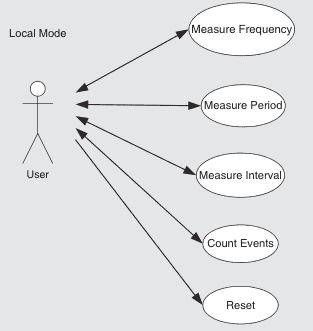 Local Mode
Measure Frequency
Measure Period
Measure Interval
User
Count Events
Reset